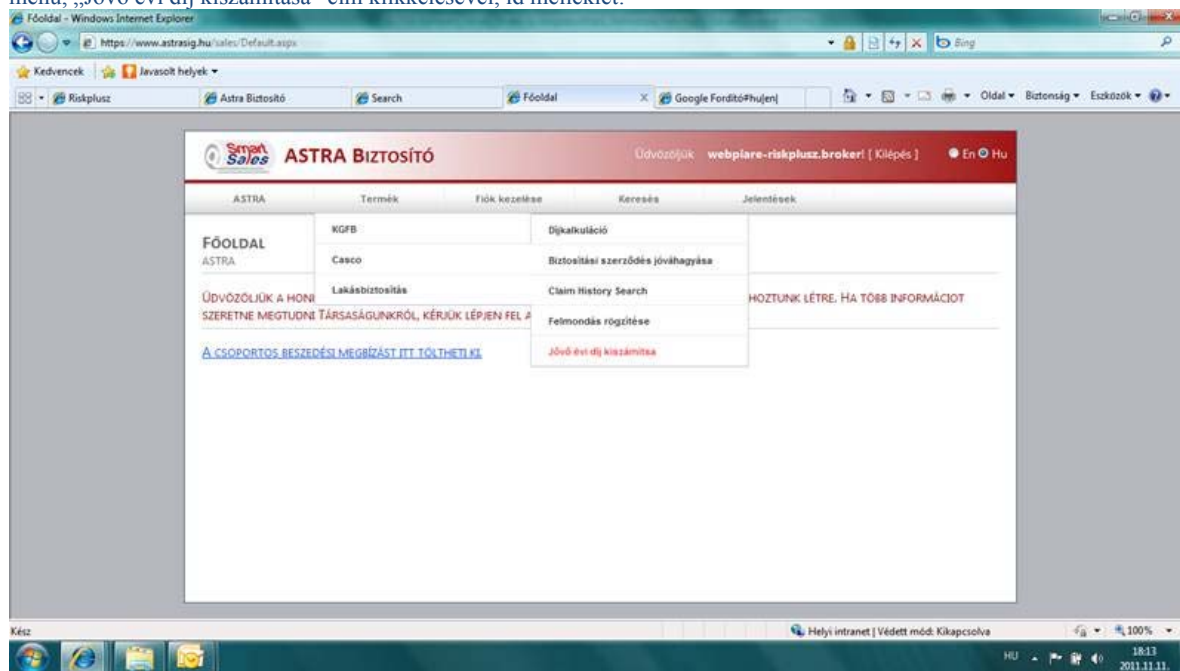 menü, „Jövő évi díj kiszámítása" cím klikkelésével, ld melléklet:
Főoldal - Windows Internet Explorer
https://www.astrasig.hu/sales/Default.aspx
Bing
Kedvencek
Javasolt helyek
Riskplusz
Astra Biztosító
Search
Főoldal
Google Fordító#hu|en|
Oldal
Biztonság
Eszközök
Smart Sales ASTRA BIZTOSÍTÓ
Üdvözöljük webpiare-riskplusz.broker! [ Kilépés ]
En Hu
ASTRA Termék Fiók kezelése Keresés Jelentések
KGFB
Casco
Lakásbiztosítás
Díjkalkuláció
Biztosítási szerződés jóváhagyása
Claim History Search
Felmondás rögzítése
Jövő évi díj kiszámítsa
FŐOLDAL
ASTRA
ÜDVÖZÖLJÜK A HONL HOZTUNK LÉTRE. HA TÖBB INFORMÁCIÓT
SZERETNE MEGTUDNI TÁRSASÁGUNKRÓL, KÉRJÜK LÉPJEN FEL A
A CSOPORTOS BESZEDÉSI MEGBÍZÁST ITT TÖLTHETI KI.
Kész
Helyi intranet | Védett mód: Kikapcsolva
100%
HU
18:13
2011.11.11.